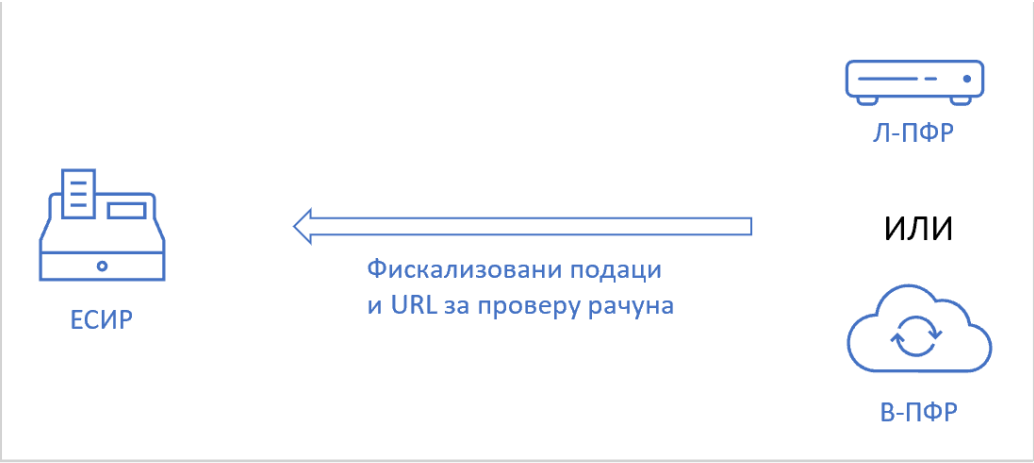 Л-ПФР
ИЛИ
Фискализовани подаци
и URL за проверу рачуна
ЕСИР
В-ПФР